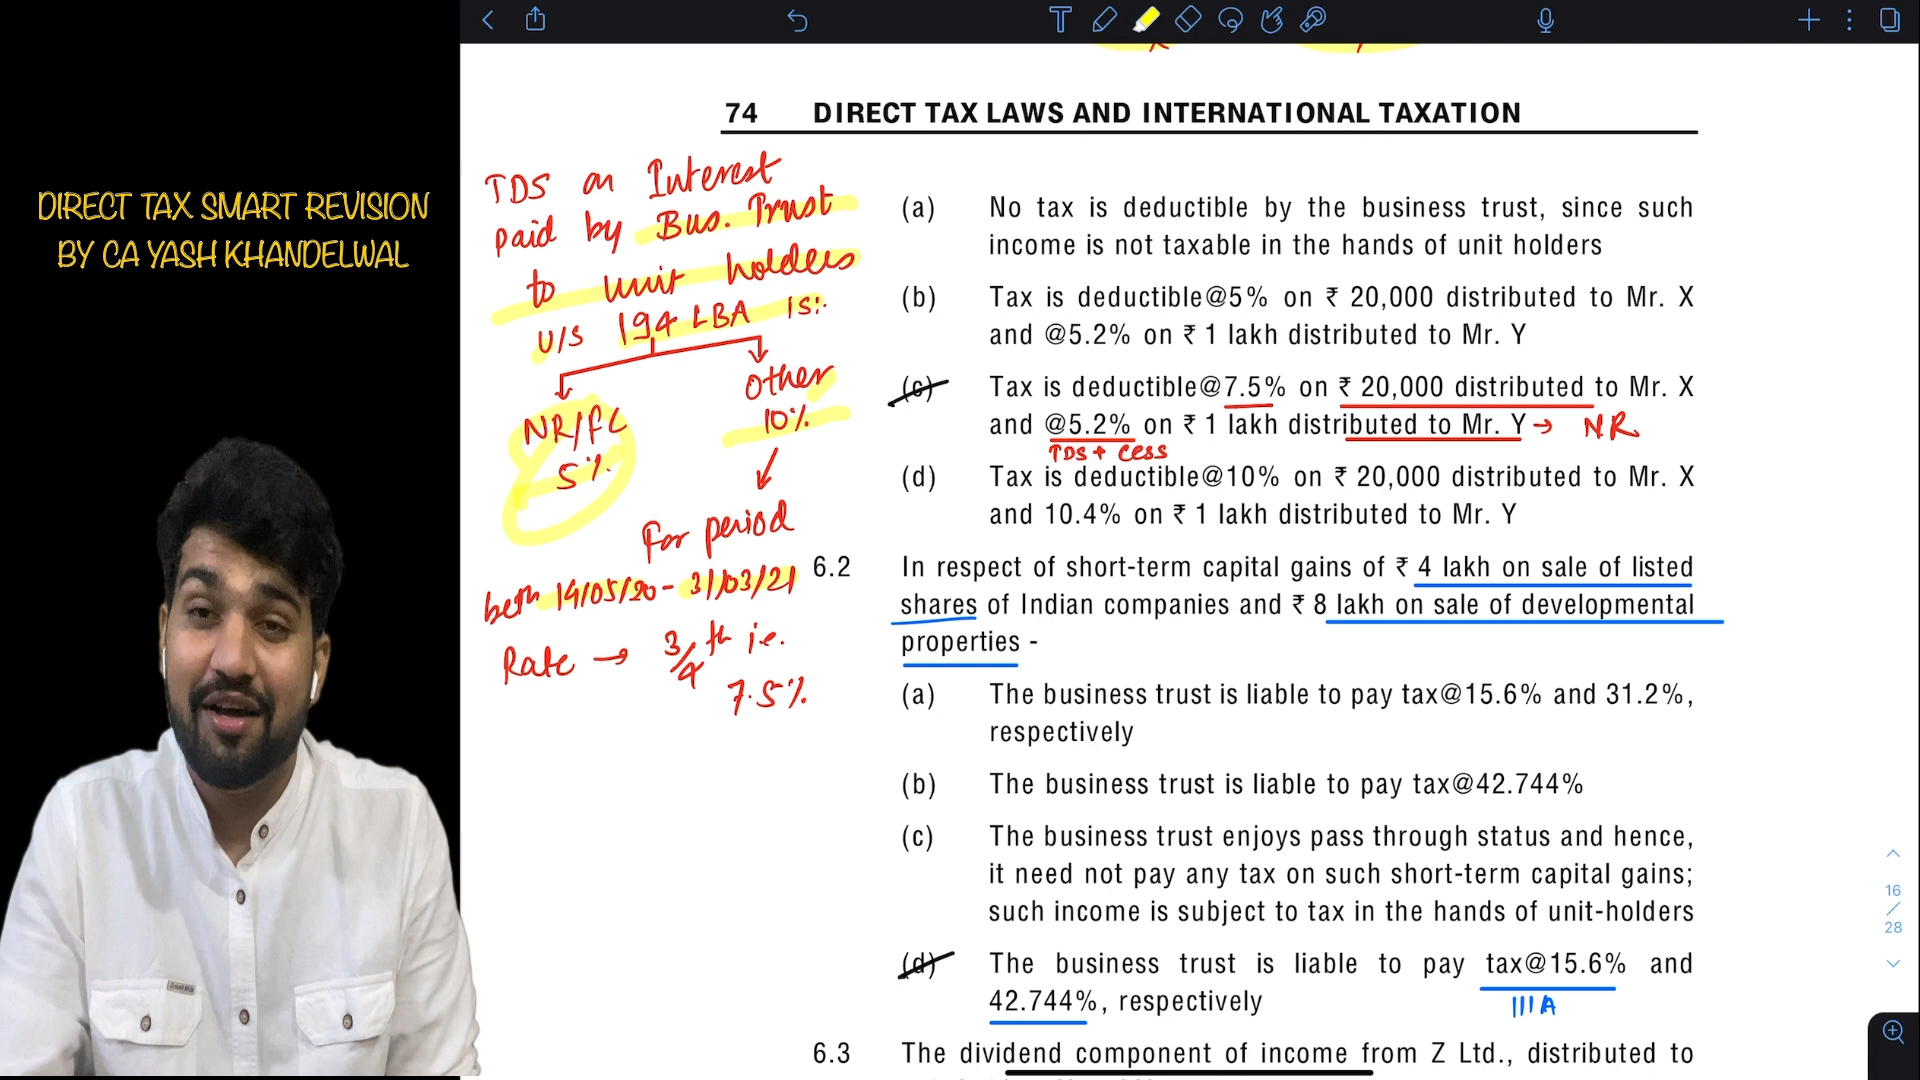 DIRECT TAX SMART REVISION
BY CA YASH KHANDELWAL
74 DIRECT TAX LAWS AND INTERNATIONAL TAXATION
TDS on Interest
paid by Bus. Trust
to unit holders
u/s 194 LBA is:
NR/FC
5%
Other
10%
For period
betn 14/05/20 - 31/03/21
Rate → 3/4th i.e.
7.5%
(a) No tax is deductible by the business trust, since such
income is not taxable in the hands of unit holders
(b) Tax is deductible@5% on ₹ 20,000 distributed to Mr. X
and @5.2% on ₹ 1 lakh distributed to Mr. Y
(c) Tax is deductible@7.5% on ₹ 20,000 distributed to Mr. X
and @5.2% on ₹ 1 lakh distributed to Mr. Y → N.R
TDS + Cess
(d) Tax is deductible@10% on ₹ 20,000 distributed to Mr. X
and 10.4% on ₹ 1 lakh distributed to Mr. Y
6.2 In respect of short-term capital gains of ₹ 4 lakh on sale of listed
shares of Indian companies and ₹ 8 lakh on sale of developmental
properties -
(a) The business trust is liable to pay tax@15.6% and 31.2%,
respectively
(b) The business trust is liable to pay tax@42.744%
(c) The business trust enjoys pass through status and hence,
it need not pay any tax on such short-term capital gains;
such income is subject to tax in the hands of unit-holders
(d) The business trust is liable to pay tax@15.6% and
42.744%, respectively
111A
6.3 The dividend component of income from Z Ltd., distributed to
16
/
28